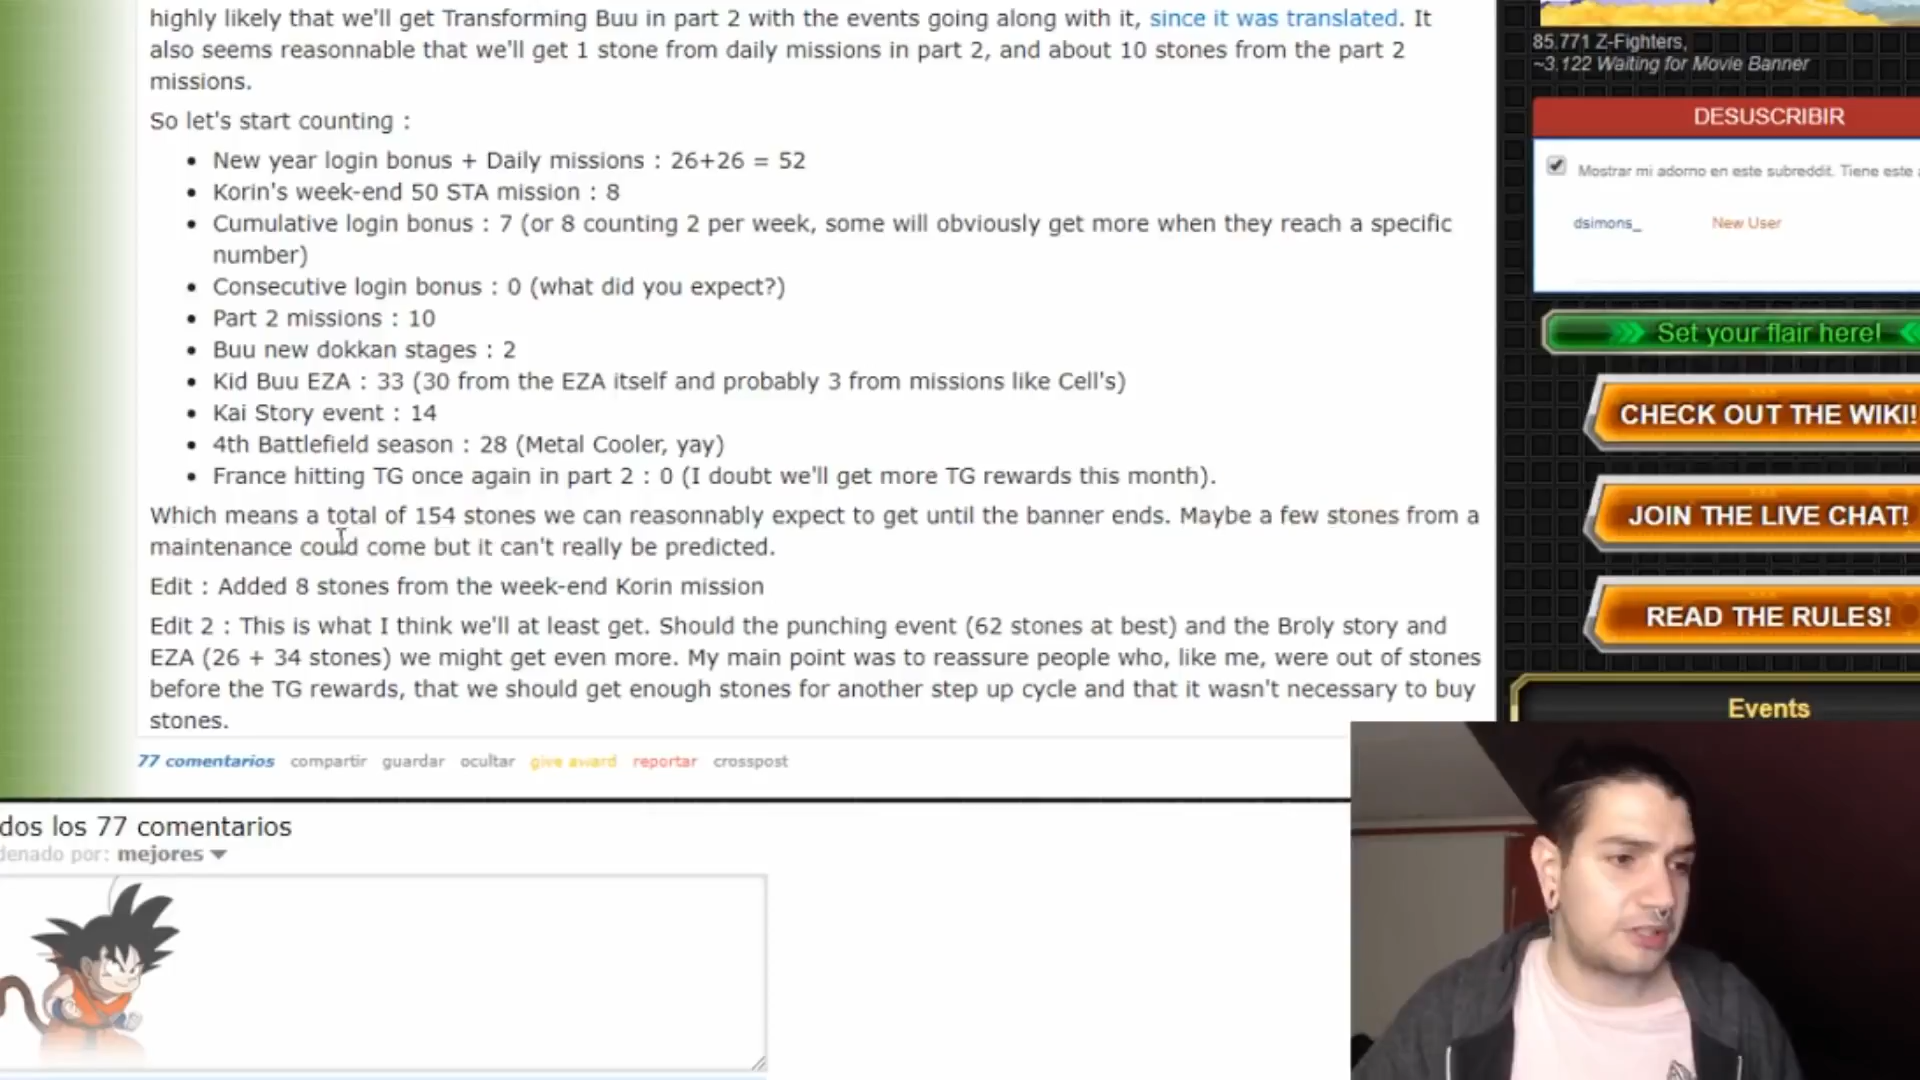 highly likely that we'll get Transforming Buu in part 2 with the events going along with it, since it was translated. It
also seems reasonnable that we'll get 1 stone from daily missions in part 2, and about 10 stones from the part 2
missions.
So let's start counting :
New year login bonus + Daily missions : 26+26 = 52
Korin's week-end 50 STA mission : 8
Cumulative login bonus : 7 (or 8 counting 2 per week, some will obviously get more when they reach a specific
number)
Consecutive login bonus : 0 (what did you expect?)
Part 2 missions : 10
Buu new dokkan stages : 2
Kid Buu EZA : 33 (30 from the EZA itself and probably 3 from missions like Cell's)
Kai Story event : 14
4th Battlefield season : 28 (Metal Cooler, yay)
France hitting TG once again in part 2 : 0 (I doubt we'll get more TG rewards this month).
Which means a total of 154 stones we can reasonnably expect to get until the banner ends. Maybe a few stones from a
maintenance could come but it can't really be predicted.
Edit : Added 8 stones from the week-end Korin mission
Edit 2 : This is what I think we'll at least get. Should the punching event (62 stones at best) and the Broly story and
EZA (26 + 34 stones) we might get even more. My main point was to reassure people who, like me, were out of stones
before the TG rewards, that we should get enough stones for another step up cycle and that it wasn't necessary to buy
stones.
77 comentarios compartir guardar ocultar give award reportar crosspost
dos los 77 comentarios
denado por: mejores
85.771 Z-Fighters,
~3.122 Waiting for Movie Banner
DESUSCRIBIR
Mostrar mi adorno en este subreddit. Tiene este
dsimons_ New User
Set your flair here!
CHECK OUT THE WIKI!
JOIN THE LIVE CHAT!
READ THE RULES!
Events